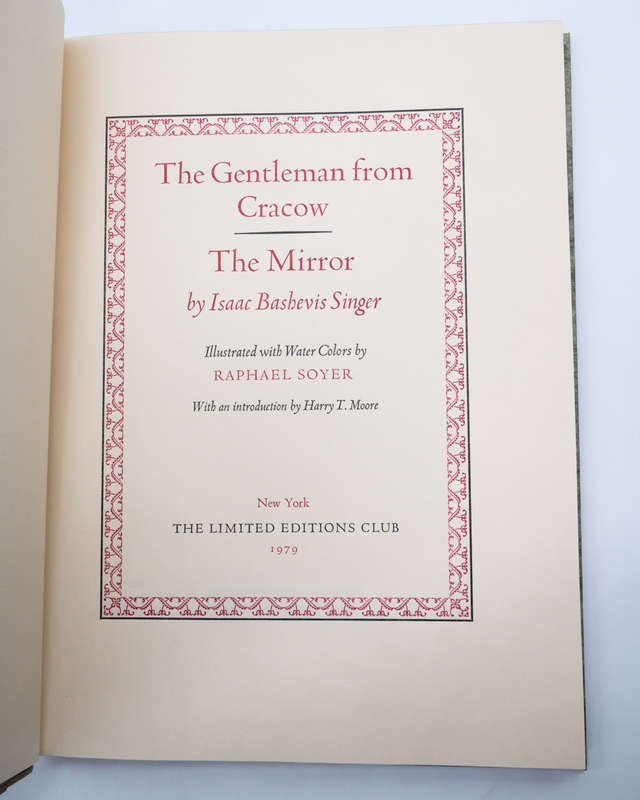 The Gentleman from
Cracow
The Mirror
by Isaac Bashevis Singer
Illustrated with Water Colors by
RAPHAEL SOYER
With an introduction by Harry T. Moore
New York
THE LIMITED EDITIONS CLUB
1979